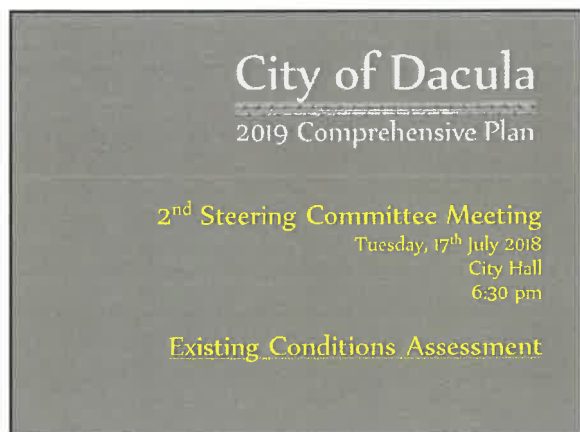 City of Dacula
2019 Comprehensive Plan
2nd Steering Committee Meeting
Tuesday, 17th July 2018
City Hall
6:30 pm
Existing Conditions Assessment